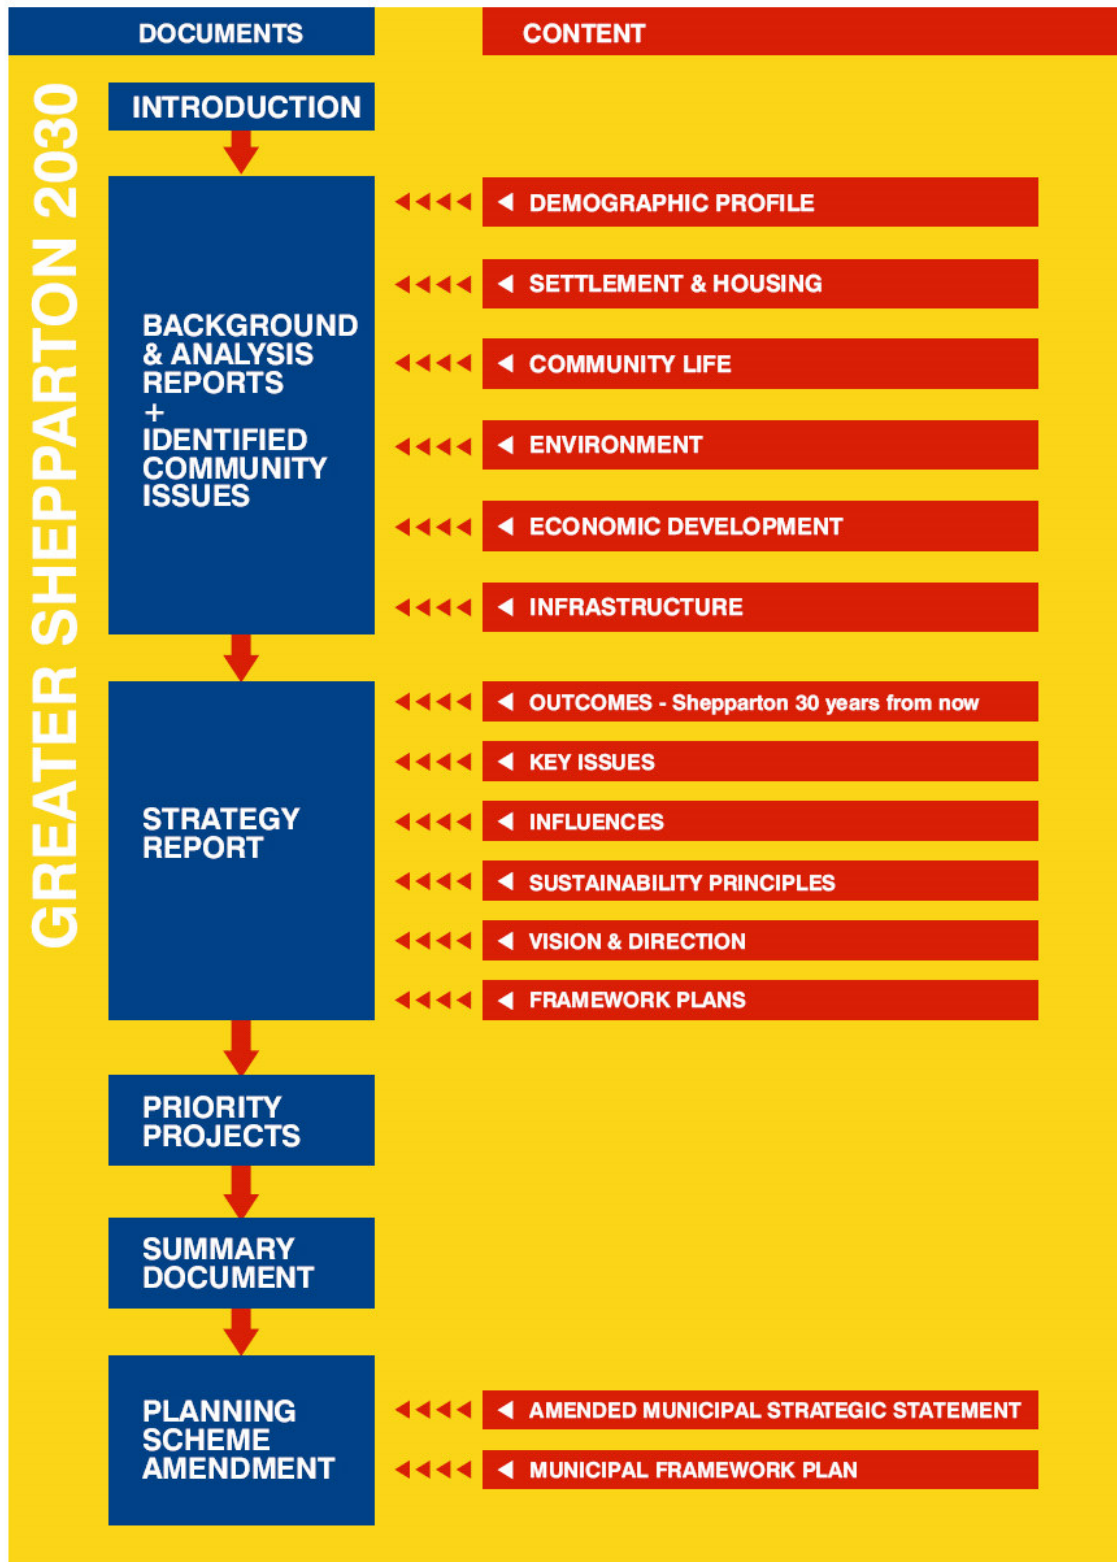 DOCUMENTS
CONTENT
GREATER SHEPPARTON 2030
INTRODUCTION
BACKGROUND
& ANALYSIS
REPORTS
+
IDENTIFIED
COMMUNITY
ISSUES
DEMOGRAPHIC PROFILE
SETTLEMENT & HOUSING
COMMUNITY LIFE
ENVIRONMENT
ECONOMIC DEVELOPMENT
INFRASTRUCTURE
STRATEGY
REPORT
OUTCOMES - Shepparton 30 years from now
KEY ISSUES
INFLUENCES
SUSTAINABILITY PRINCIPLES
VISION & DIRECTION
FRAMEWORK PLANS
PRIORITY
PROJECTS
SUMMARY
DOCUMENT
PLANNING
SCHEME
AMENDMENT
AMENDED MUNICIPAL STRATEGIC STATEMENT
MUNICIPAL FRAMEWORK PLAN